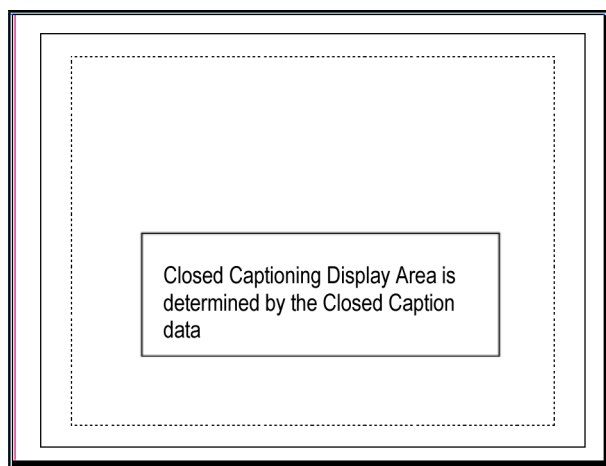 Closed Captioning Display Area is
determined by the Closed Caption
data